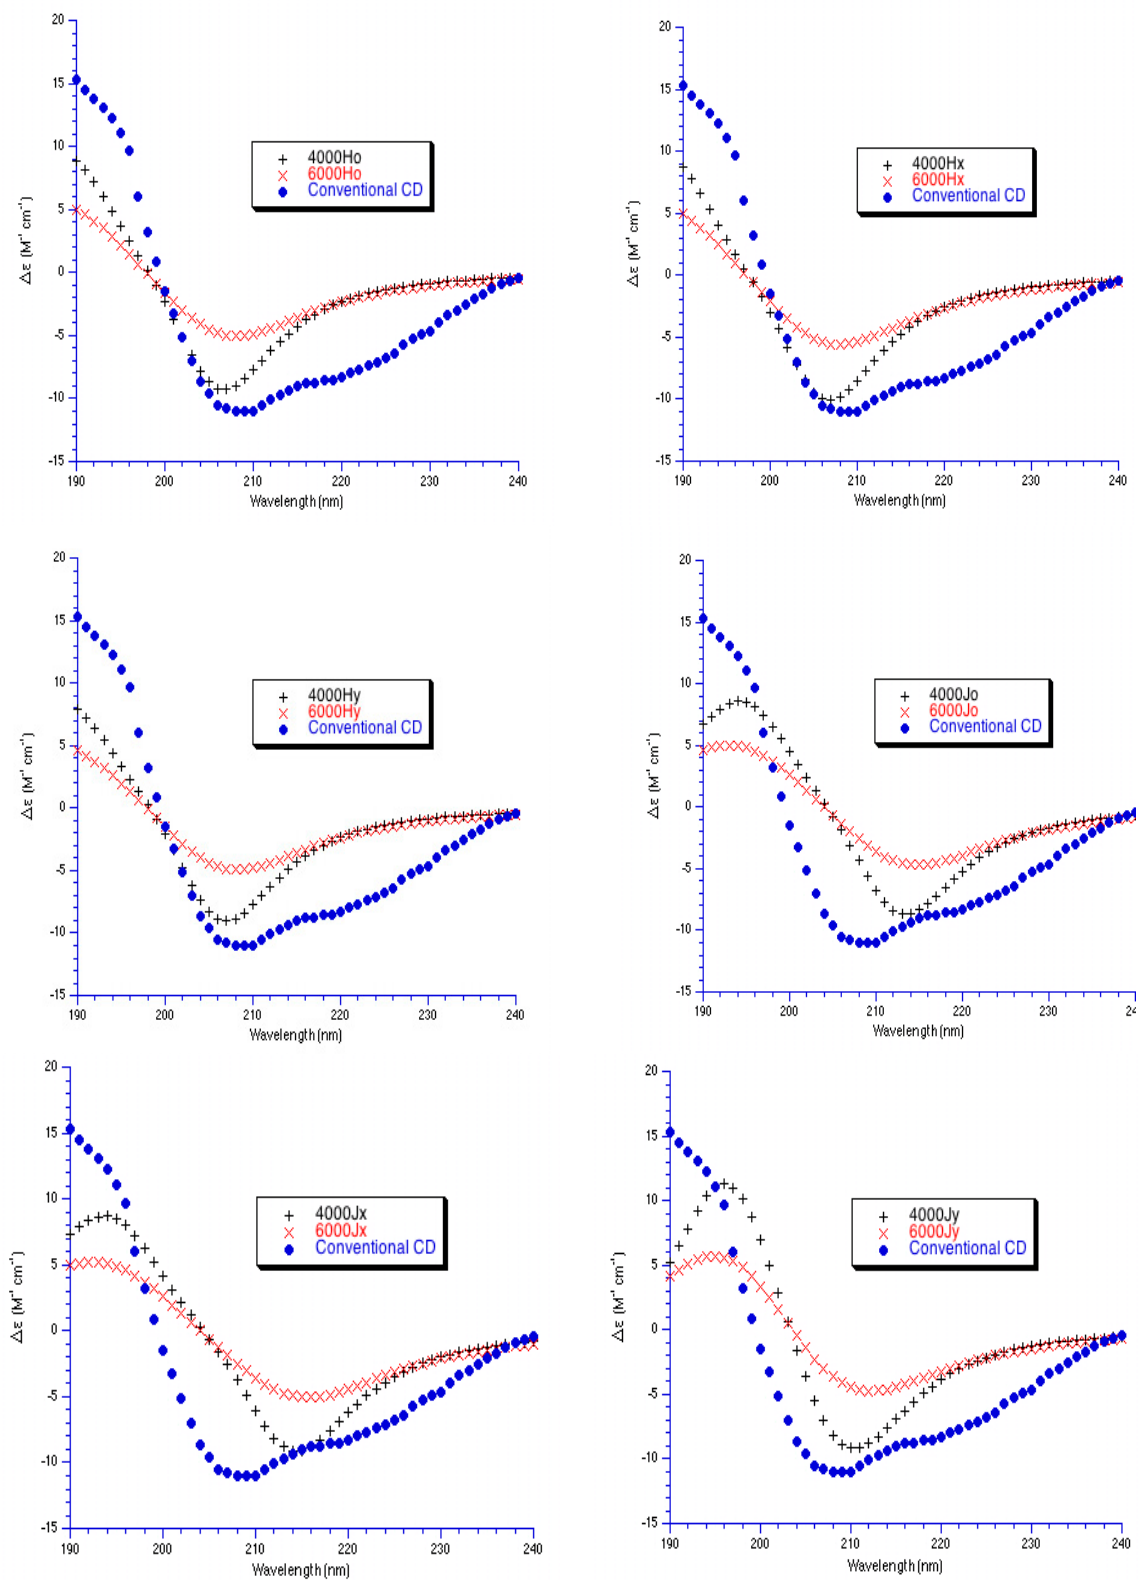 20
15
10
5
0
-5
-10
-15
Δε (M⁻¹ cm⁻¹)
4000Ho
6000Ho
Conventional CD
190 200 210 220 230 240
Wavelength (nm)
20
15
10
5
0
-5
-10
-15
Δε (M⁻¹ cm⁻¹)
4000Hx
6000Hx
Conventional CD
190 200 210 220 230 240
Wavelength (nm)
20
15
10
5
0
-5
-10
-15
Δε (M⁻¹ cm⁻¹)
4000Hy
6000Hy
Conventional CD
190 200 210 220 230 240
Wavelength (nm)
20
15
10
5
0
-5
-10
-15
Δε (M⁻¹ cm⁻¹)
4000Jo
6000Jo
Conventional CD
190 200 210 220 230 240
Wavelength (nm)
20
15
10
5
0
-5
-10
-15
Δε (M⁻¹ cm⁻¹)
4000Jx
6000Jx
Conventional CD
190 200 210 220 230 240
Wavelength (nm)
20
15
10
5
0
-5
-10
-15
Δε (M⁻¹ cm⁻¹)
4000Jy
6000Jy
Conventional CD
190 200 210 220 230 240
Wavelength (nm)